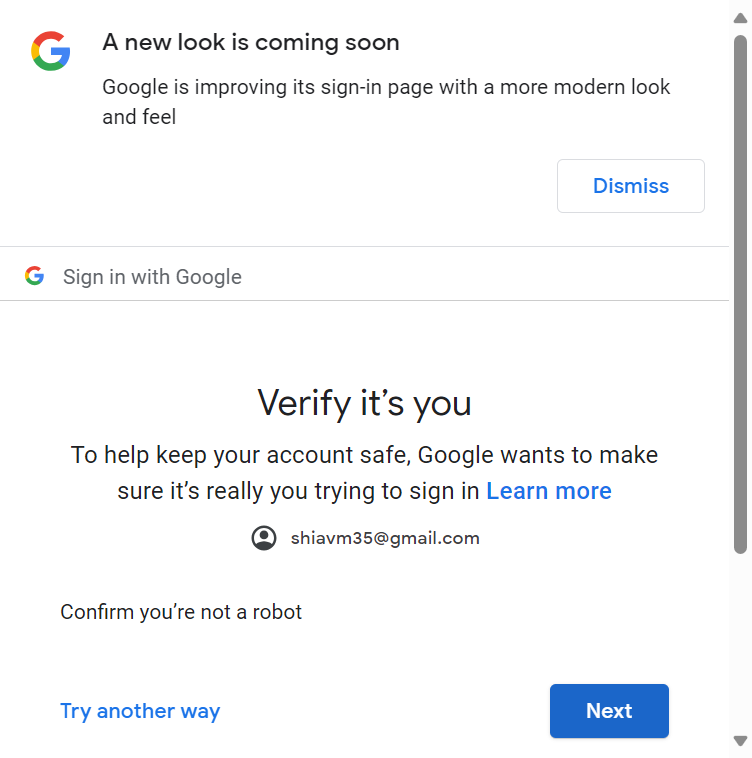 A new look is coming soon
Google is improving its sign-in page with a more modern look
and feel
Dismiss
Sign in with Google
Verify it’s you
To help keep your account safe, Google wants to make
sure it’s really you trying to sign in Learn more
shiavm35@gmail.com
Confirm you’re not a robot
Try another way
Next